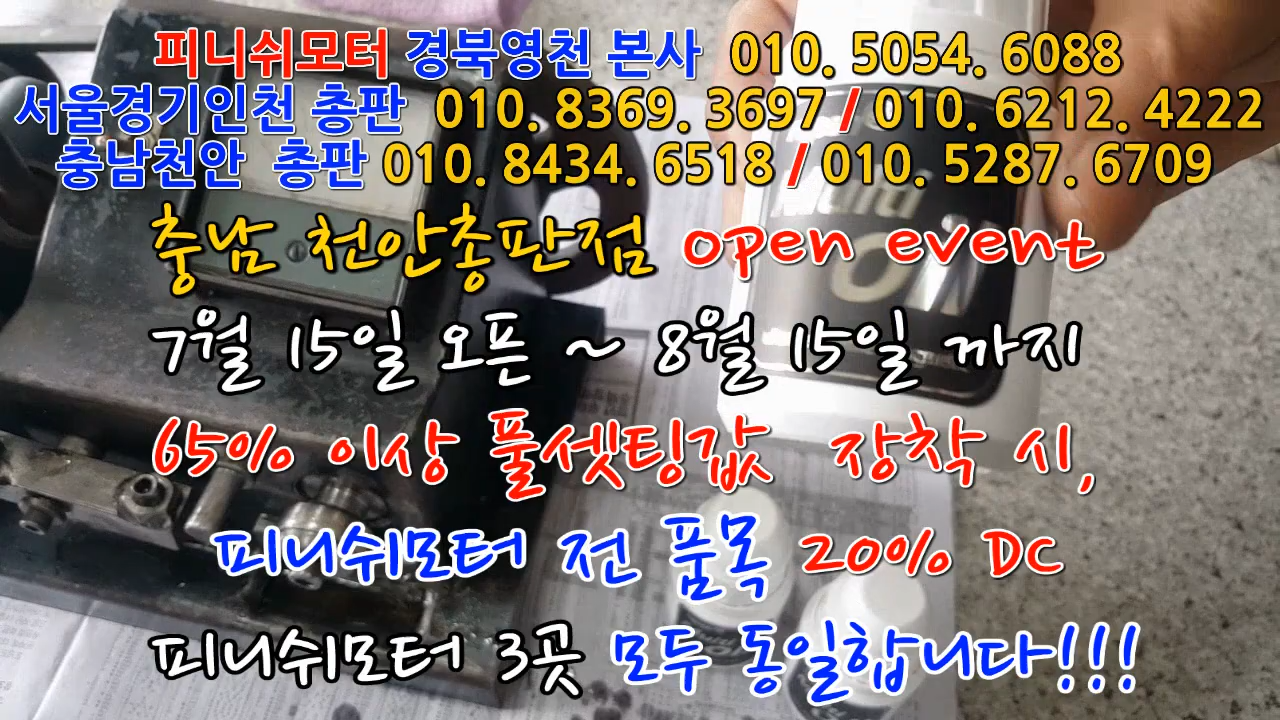 피니쉬모터 경북영천 본사 010. 5054. 6088
서울경기인천 총판 010. 8369. 3697 / 010. 6212. 4222
충남천안 총판 010. 8434. 6518 / 010. 5287. 6709
충남 천안총판점 open event
7월 15일 오픈 ~ 8월 15일 까지
65% 이상 풀셋팅값 장착 시,
피니쉬모터 전 품목 20% DC
피니쉬모터 3곳 모두 동일합니다!!!